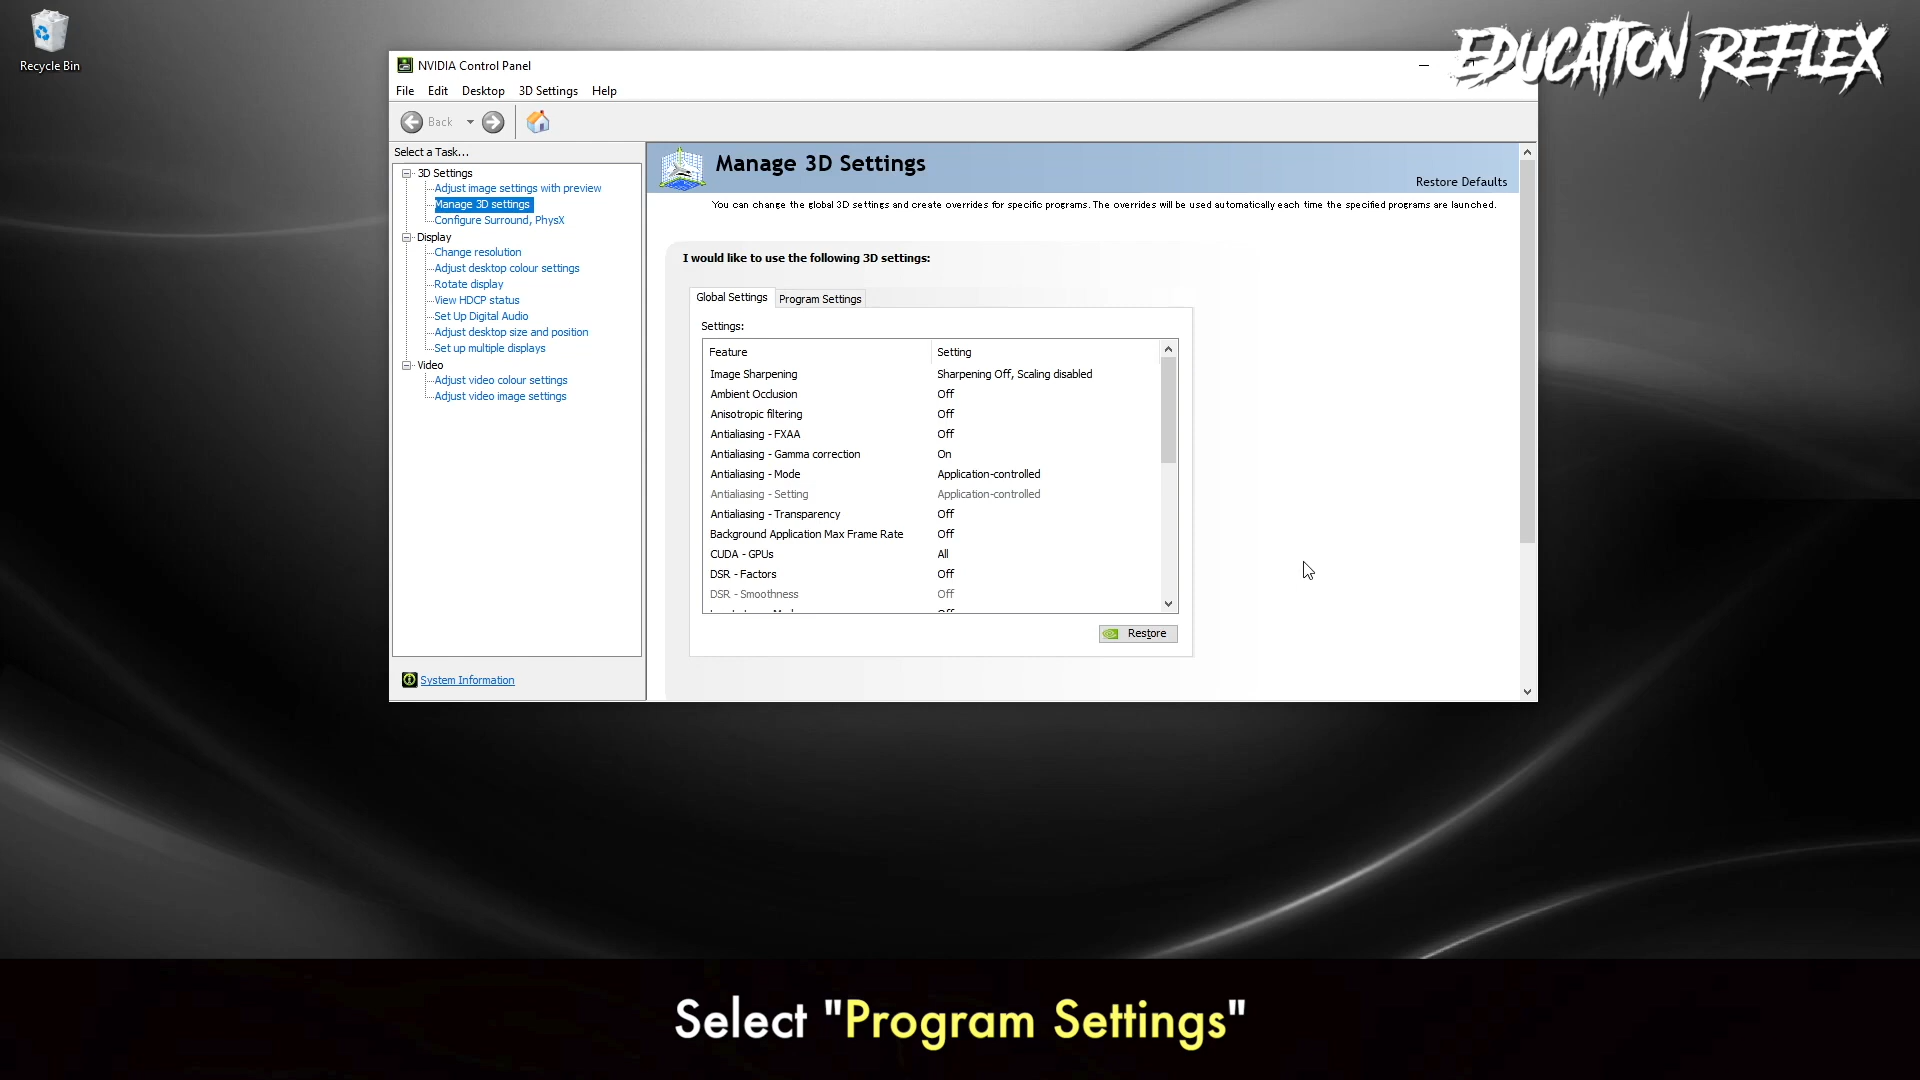 Recycle Bin
EDUCATION REFLEX
NVIDIA Control Panel
File Edit Desktop 3D Settings Help
Back
Select a Task...
3D Settings
Adjust image settings with preview
Manage 3D settings
Configure Surround, PhysX
Display
Change resolution
Adjust desktop colour settings
Rotate display
View HDCP status
Set Up Digital Audio
Adjust desktop size and position
Set up multiple displays
Video
Adjust video colour settings
Adjust video image settings
System Information
Manage 3D Settings
Restore Defaults
You can change the global 3D settings and create overrides for specific programs. The overrides will be used automatically each time the specified programs are launched.
I would like to use the following 3D settings:
Global Settings Program Settings
Settings:
Feature Setting
Image Sharpening Sharpening Off, Scaling disabled
Ambient Occlusion Off
Anisotropic filtering Off
Antialiasing - FXAA Off
Antialiasing - Gamma correction On
Antialiasing - Mode Application-controlled
Antialiasing - Setting Application-controlled
Antialiasing - Transparency Off
Background Application Max Frame Rate Off
CUDA - GPUs All
DSR - Factors Off
DSR - Smoothness Off
Restore
Select "Program Settings"